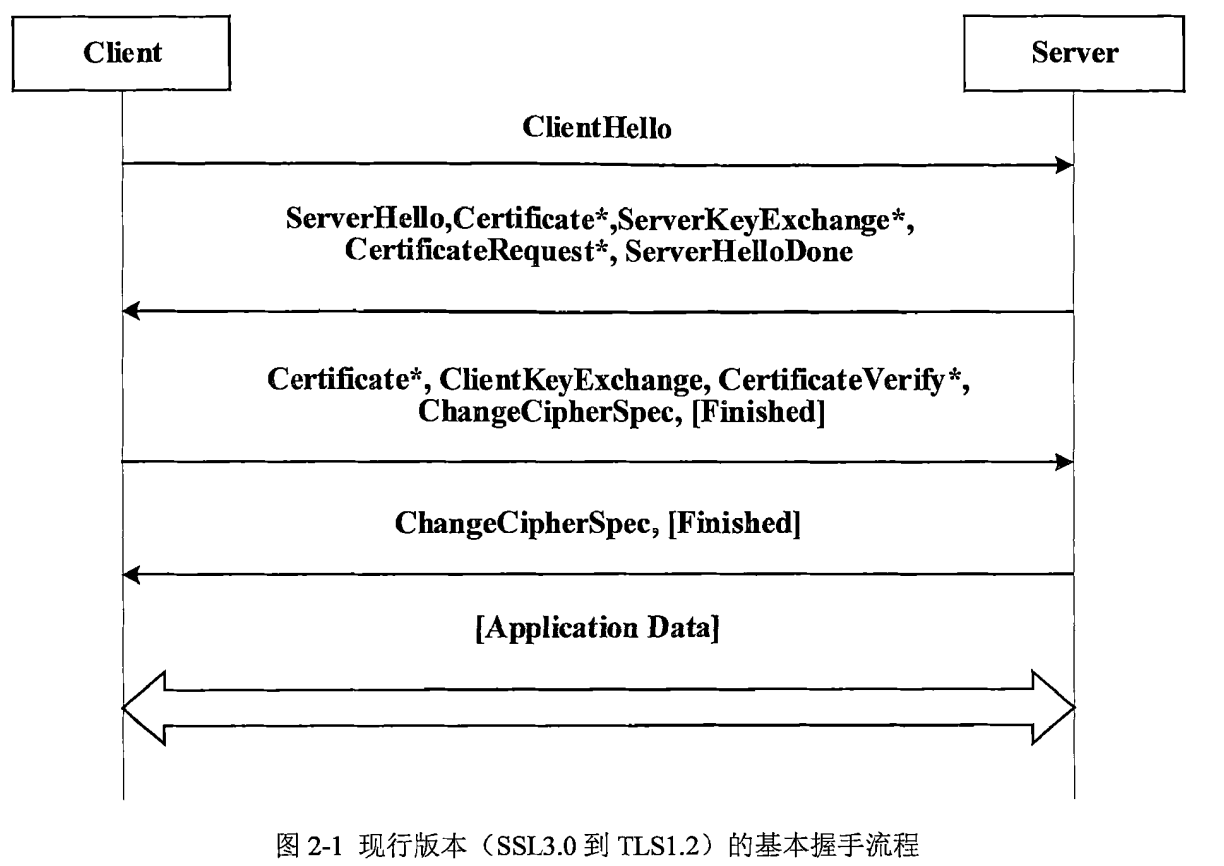 Client
Server
ClientHello
ServerHello,Certificate*,ServerKeyExchange*,
CertificateRequest*, ServerHelloDone
Certificate*, ClientKeyExchange, CertificateVerify*,
ChangeCipherSpec, [Finished]
ChangeCipherSpec, [Finished]
[Application Data]
图 2-1 现行版本（SSL3.0 到 TLS1.2）的基本握手流程